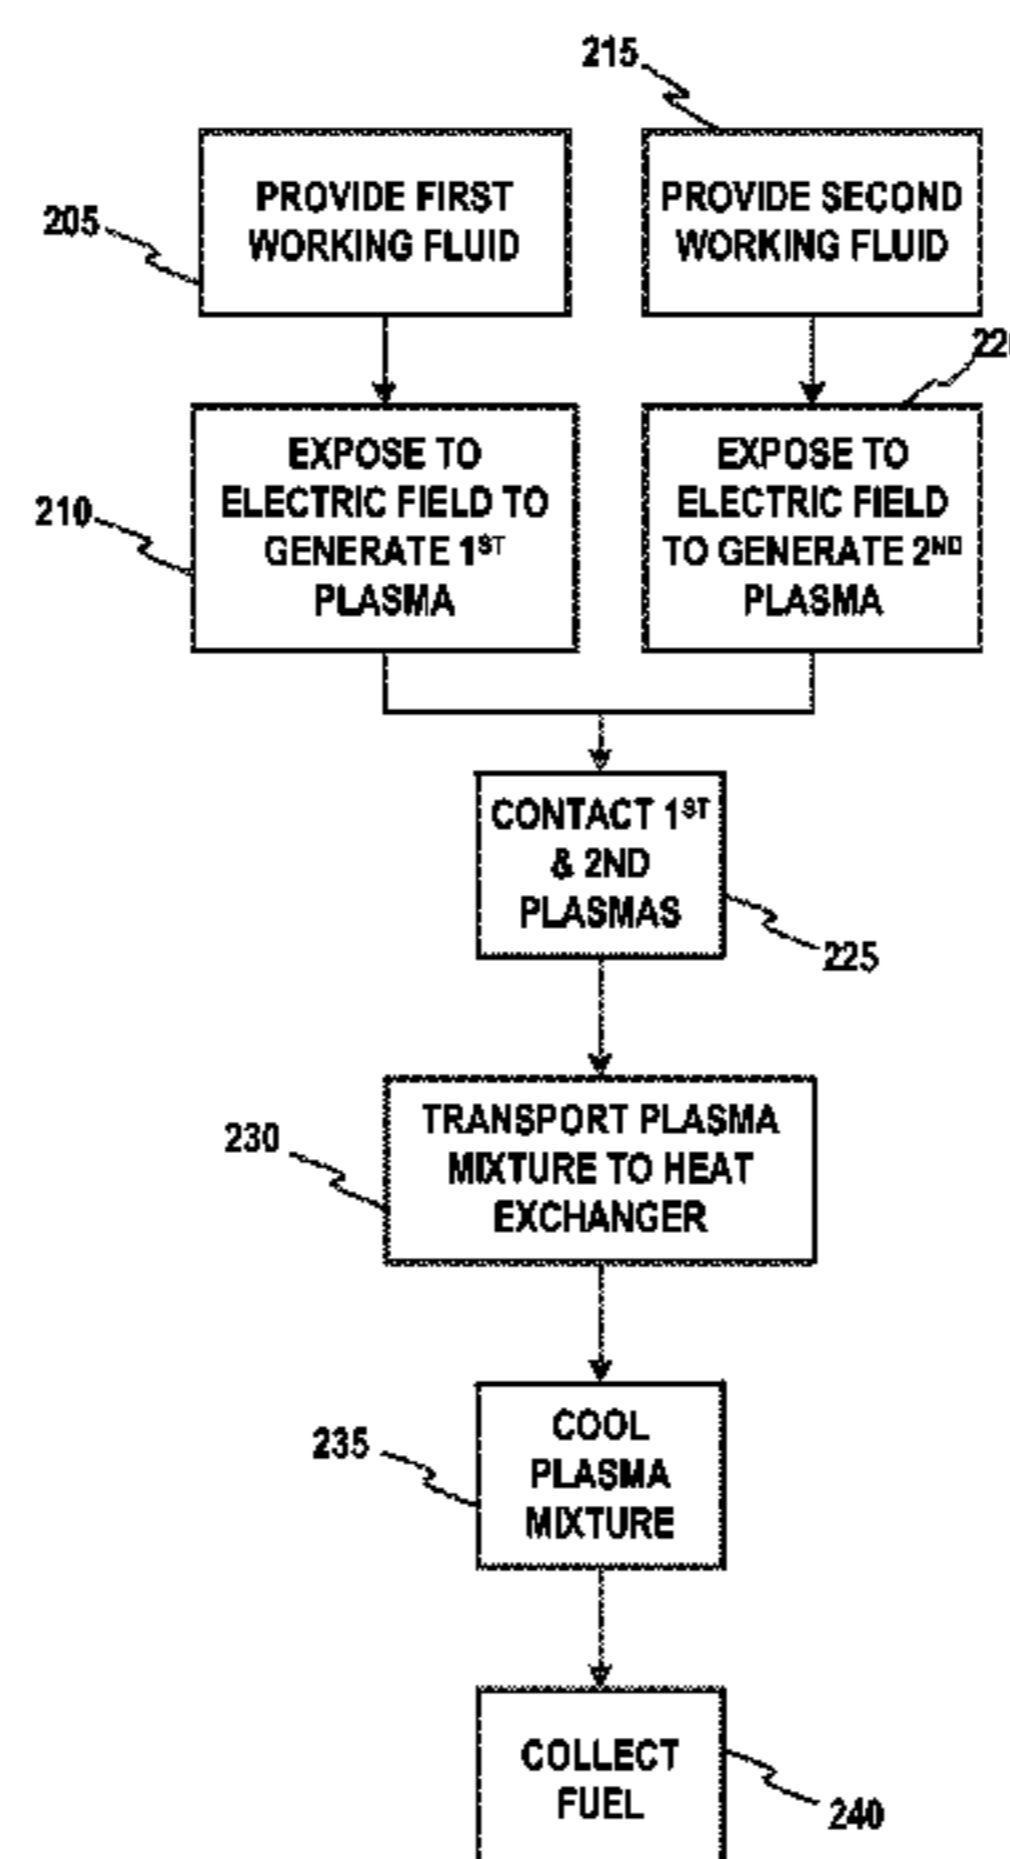 215
PROVIDE FIRST
WORKING FLUID
205
PROVIDE SECOND
WORKING FLUID
EXPOSE TO
ELECTRIC FIELD TO
GENERATE 1ST
PLASMA
210
EXPOSE TO
ELECTRIC FIELD
TO GENERATE 2ND
PLASMA
CONTACT 1ST
& 2ND
PLASMAS
225
TRANSPORT PLASMA
MIXTURE TO HEAT
EXCHANGER
230
COOL
PLASMA
MIXTURE
235
COLLECT
FUEL
240